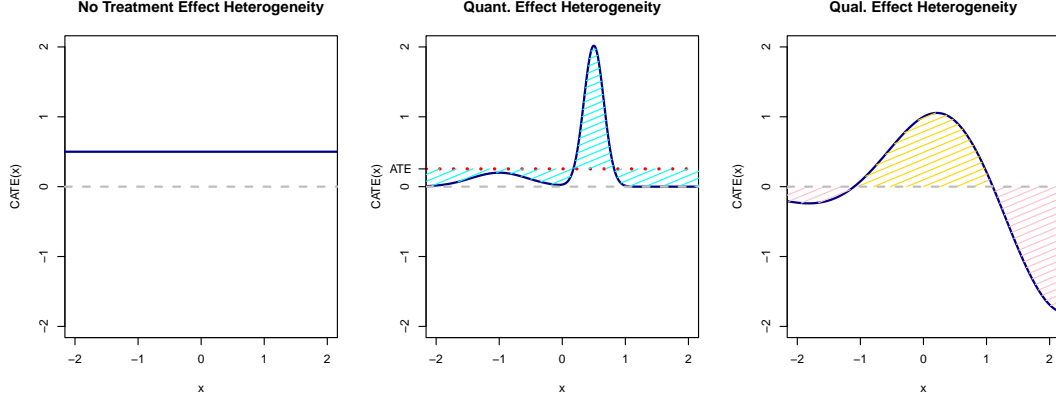 No Treatment Effect Heterogeneity
CATE(x)
2
1
0
−1
−2
−2 −1 0 1 2
x
Quant. Effect Heterogeneity
CATE(x)
2
1
ATE
0
−1
−2
−2 −1 0 1 2
x
Qual. Effect Heterogeneity
CATE(x)
2
1
0
−1
−2
−2 −1 0 1 2
x